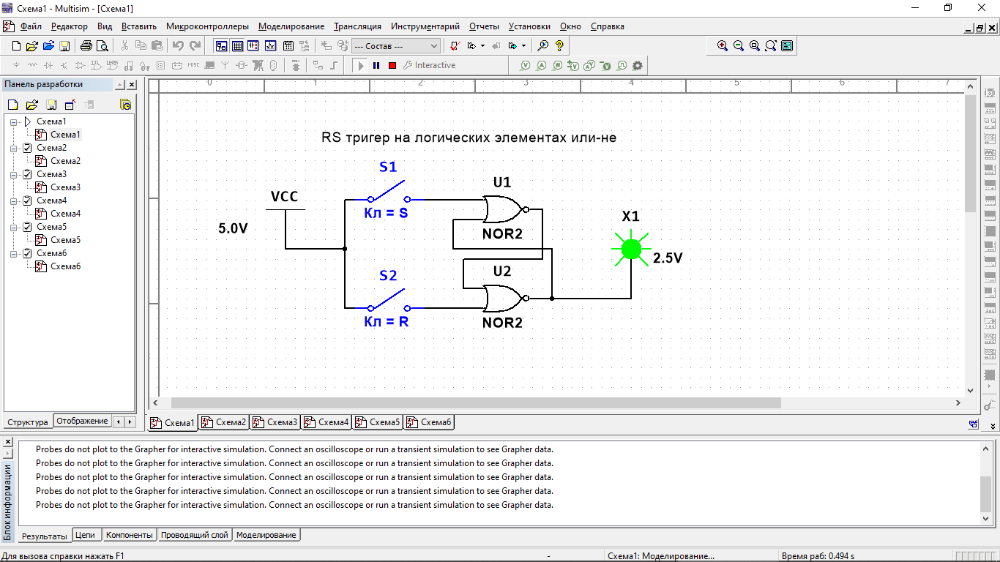 Схема1 - Multisim - [Схема1]
Файл Редактор Вид Вставить Микроконтроллеры Моделирование Трансляция Инструментарий Отчеты Установки Окно Справка
--- Состав ---
Interactive
Панель разработки
Схема1
Схема1
Схема2
Схема2
Схема3
Схема3
Схема4
Схема4
Схема5
Схема5
Схема6
Схема6
Структура Отображение
0 1 2 3 4 5 6 7
RS тригер на логических элементах или-не
S1
U1
VCC
Кл = S
X1
5.0V
NOR2
2.5V
S2
U2
Кл = R
NOR2
Схема1 Схема2 Схема3 Схема4 Схема5 Схема6
Блок информации
Probes do not plot to the Grapher for interactive simulation. Connect an oscilloscope or run a transient simulation to see Grapher data.
Probes do not plot to the Grapher for interactive simulation. Connect an oscilloscope or run a transient simulation to see Grapher data.
Probes do not plot to the Grapher for interactive simulation. Connect an oscilloscope or run a transient simulation to see Grapher data.
Probes do not plot to the Grapher for interactive simulation. Connect an oscilloscope or run a transient simulation to see Grapher data.
Probes do not plot to the Grapher for interactive simulation. Connect an oscilloscope or run a transient simulation to see Grapher data.
Результаты Цепи Компоненты Проводящий слой Моделирование
Для вызова справки нажать F1 - Схема1: Моделирование... Время раб: 0.494 s